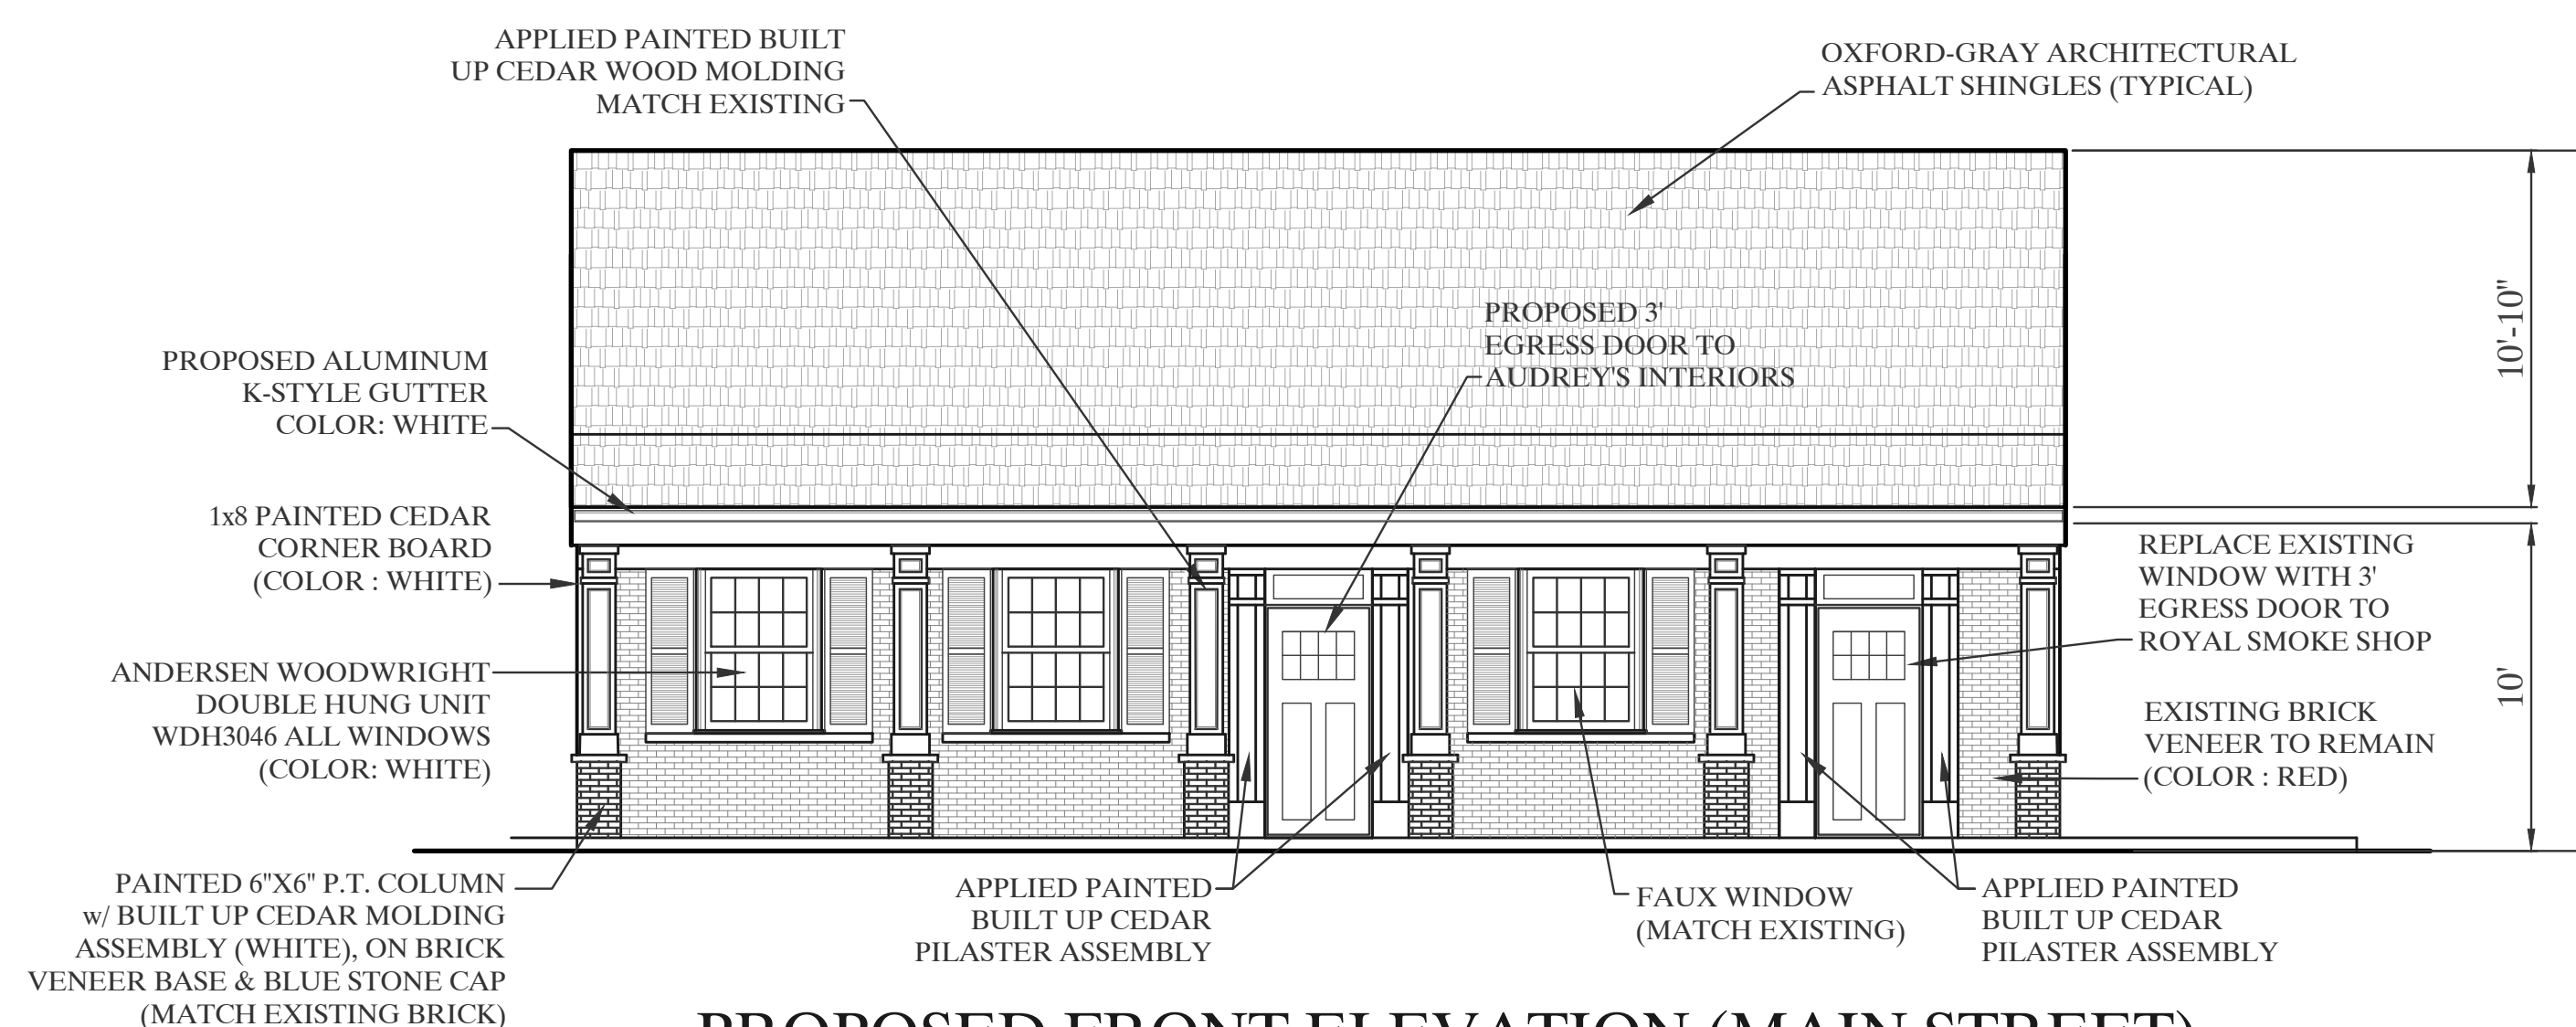 APPLIED PAINTED BUILT
UP CEDAR WOOD MOLDING
MATCH EXISTING
OXFORD-GRAY ARCHITECTURAL
ASPHALT SHINGLES (TYPICAL)
PROPOSED 3'
EGRESS DOOR TO
AUDREY'S INTERIORS
10'-10"
PROPOSED ALUMINUM
K-STYLE GUTTER
COLOR: WHITE
1x8 PAINTED CEDAR
CORNER BOARD
(COLOR : WHITE)
REPLACE EXISTING
WINDOW WITH 3'
EGRESS DOOR TO
ROYAL SMOKE SHOP
10'
ANDERSEN WOODWRIGHT
DOUBLE HUNG UNIT
WDH3046 ALL WINDOWS
(COLOR: WHITE)
EXISTING BRICK
VENEER TO REMAIN
(COLOR : RED)
PAINTED 6"X6" P.T. COLUMN
w/ BUILT UP CEDAR MOLDING
ASSEMBLY (WHITE), ON BRICK
VENEER BASE & BLUE STONE CAP
(MATCH EXISTING BRICK)
APPLIED PAINTED
BUILT UP CEDAR
PILASTER ASSEMBLY
FAUX WINDOW
(MATCH EXISTING)
APPLIED PAINTED
BUILT UP CEDAR
PILASTER ASSEMBLY
PROPOSED FRONT ELEVATION (MAIN STREET)